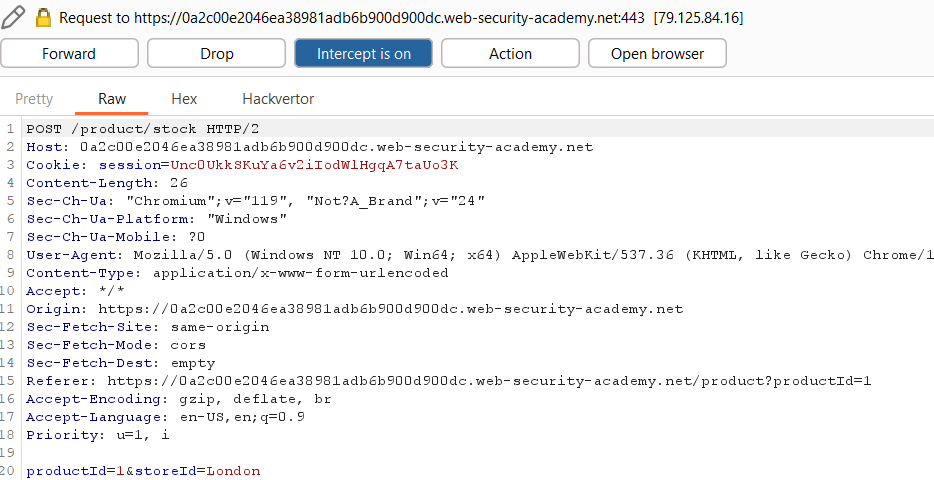 Request to https://0a2c00e2046ea38981adb6b900d900dc.web-security-academy.net:443 [79.125.84.16]
Forward Drop Intercept is on Action Open browser
Pretty Raw Hex Hackvertor
1 POST /product/stock HTTP/2
2 Host: 0a2c00e2046ea38981adb6b900d900dc.web-security-academy.net
3 Cookie: session=Unc0UkkSKuYa6v2iIodWlHgqA7taUo3K
4 Content-Length: 26
5 Sec-Ch-Ua: "Chromium";v="119", "Not?A_Brand";v="24"
6 Sec-Ch-Ua-Platform: "Windows"
7 Sec-Ch-Ua-Mobile: ?0
8 User-Agent: Mozilla/5.0 (Windows NT 10.0; Win64; x64) AppleWebKit/537.36 (KHTML, like Gecko) Chrome/1
9 Content-Type: application/x-www-form-urlencoded
10 Accept: */*
11 Origin: https://0a2c00e2046ea38981adb6b900d900dc.web-security-academy.net
12 Sec-Fetch-Site: same-origin
13 Sec-Fetch-Mode: cors
14 Sec-Fetch-Dest: empty
15 Referer: https://0a2c00e2046ea38981adb6b900d900dc.web-security-academy.net/product?productId=1
16 Accept-Encoding: gzip, deflate, br
17 Accept-Language: en-US,en;q=0.9
18 Priority: u=1, i
19
20 productId=1&storeId=London